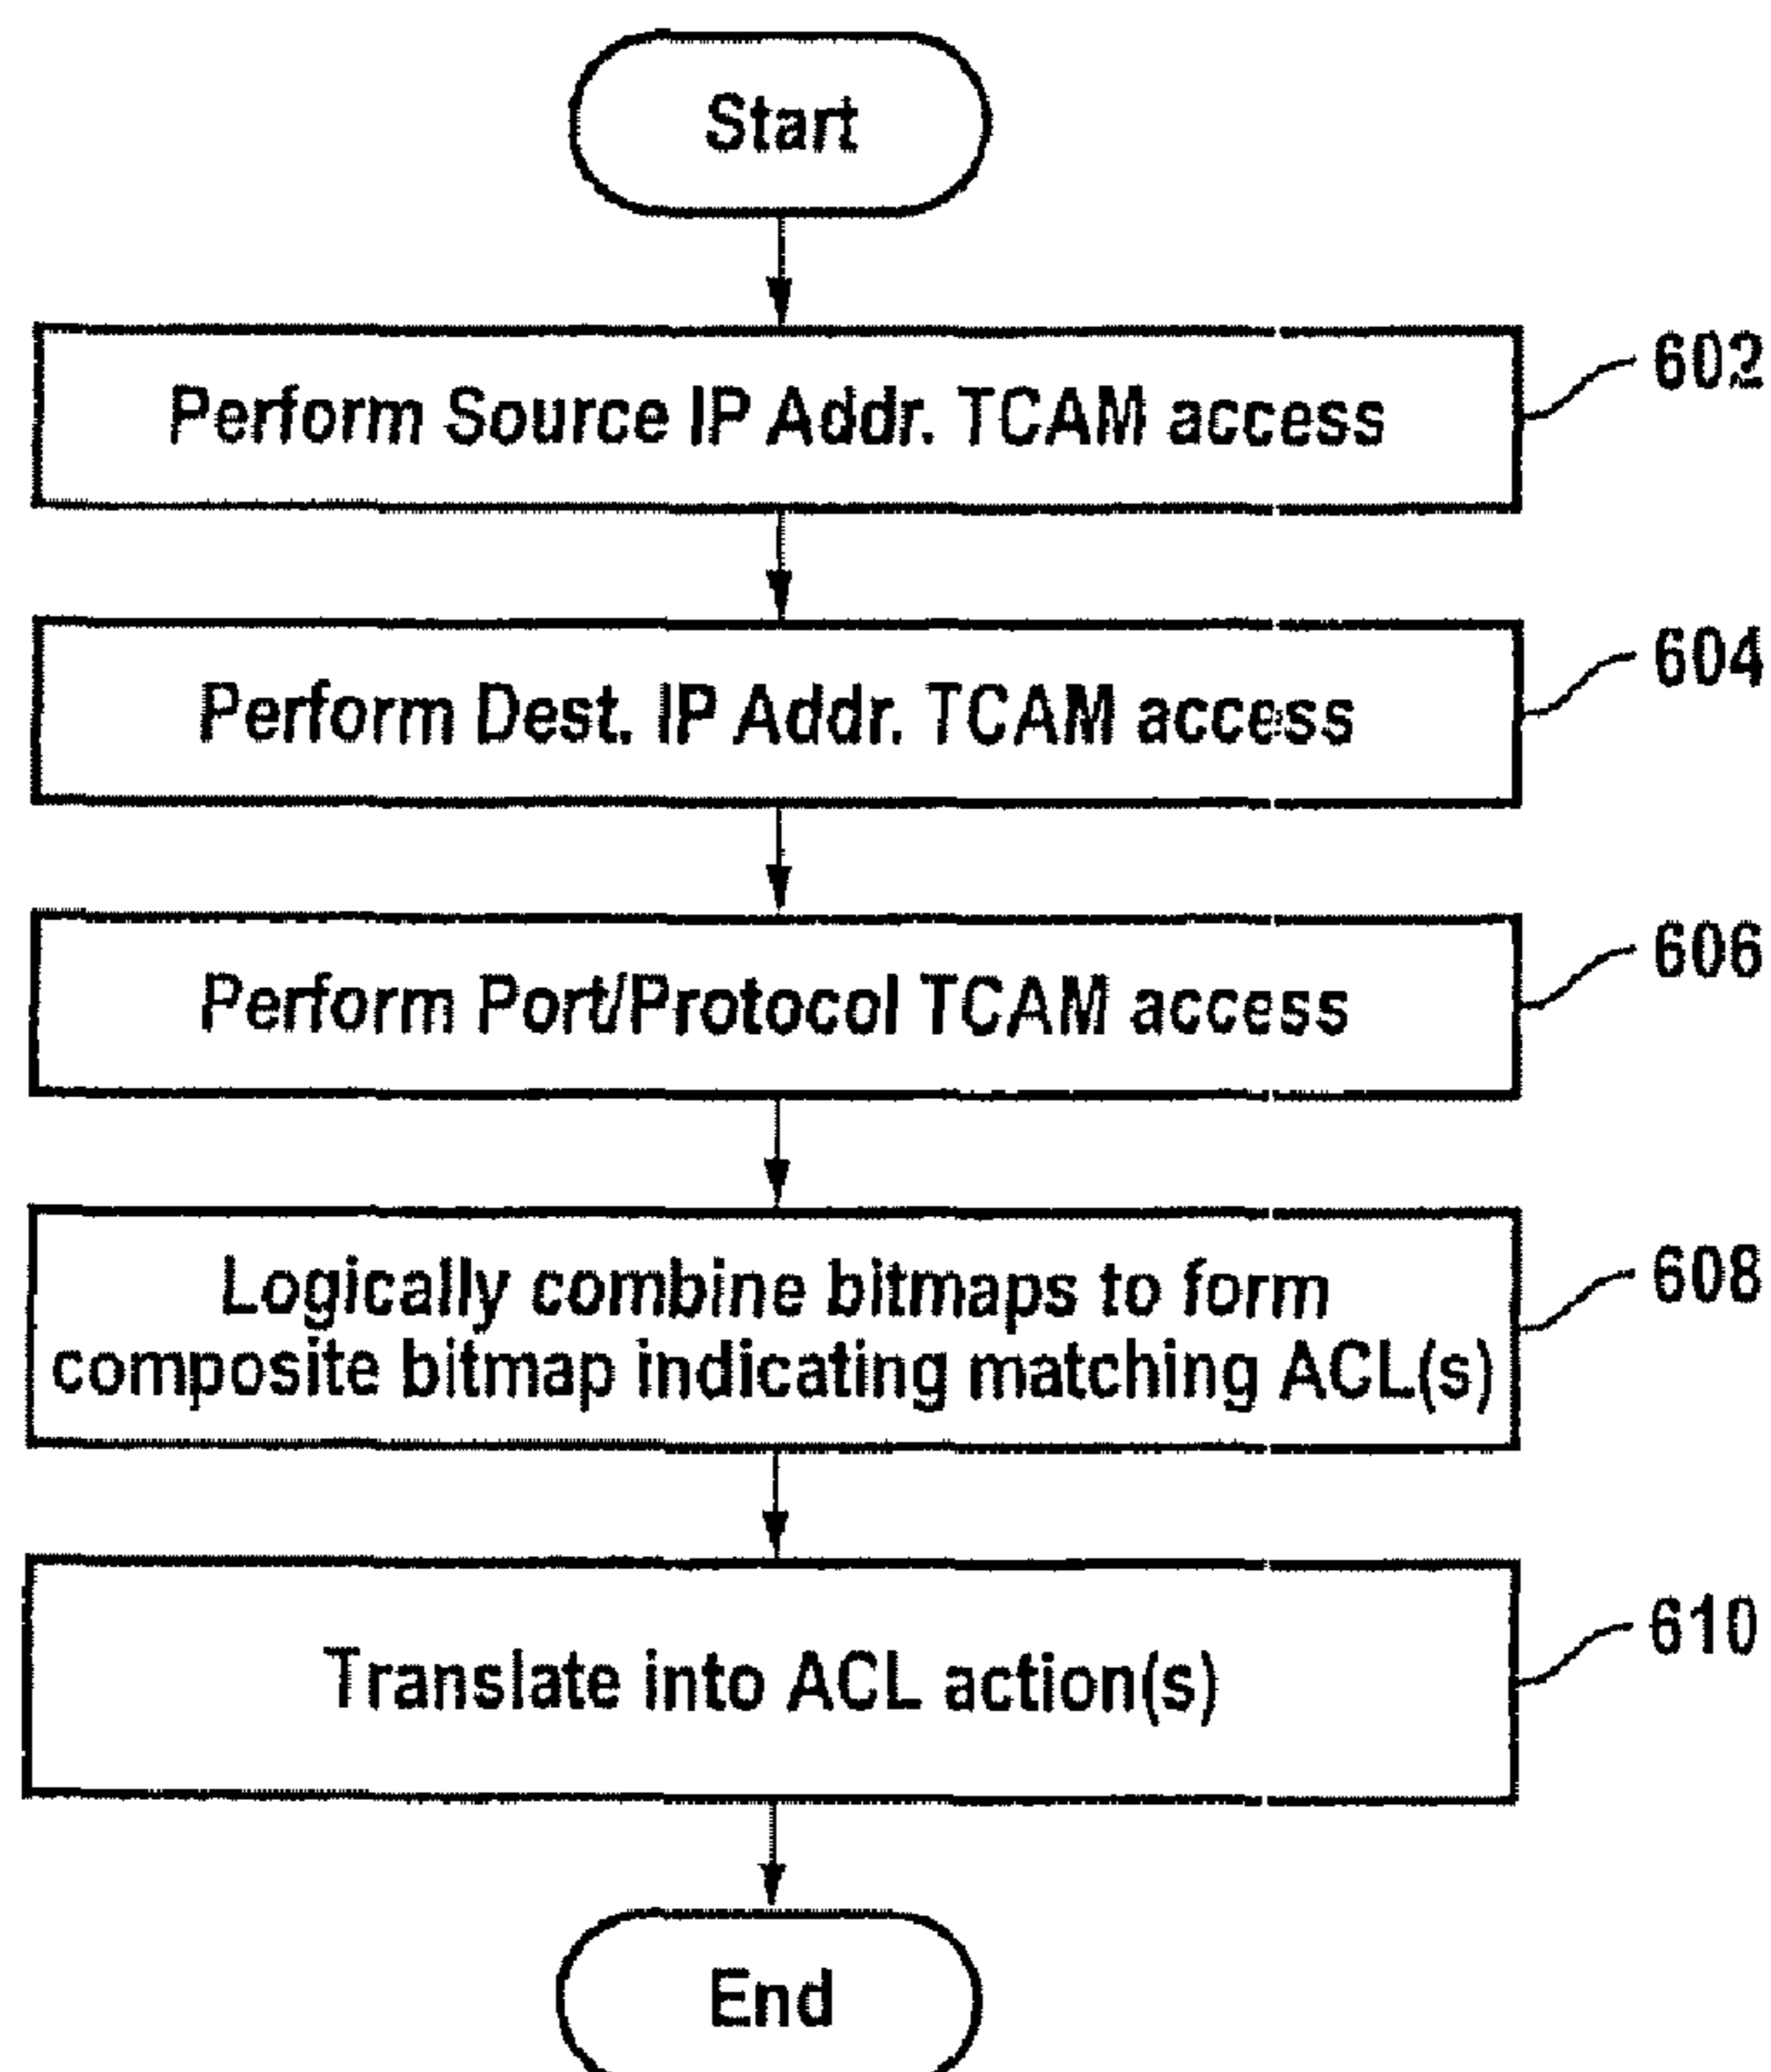 Start
Perform Source IP Addr. TCAM access
602
Perform Dest. IP Addr. TCAM access
604
Perform Port/Protocol TCAM access
606
Logically combine bitmaps to form
composite bitmap indicating matching ACL(s)
608
Translate into ACL action(s)
610
End